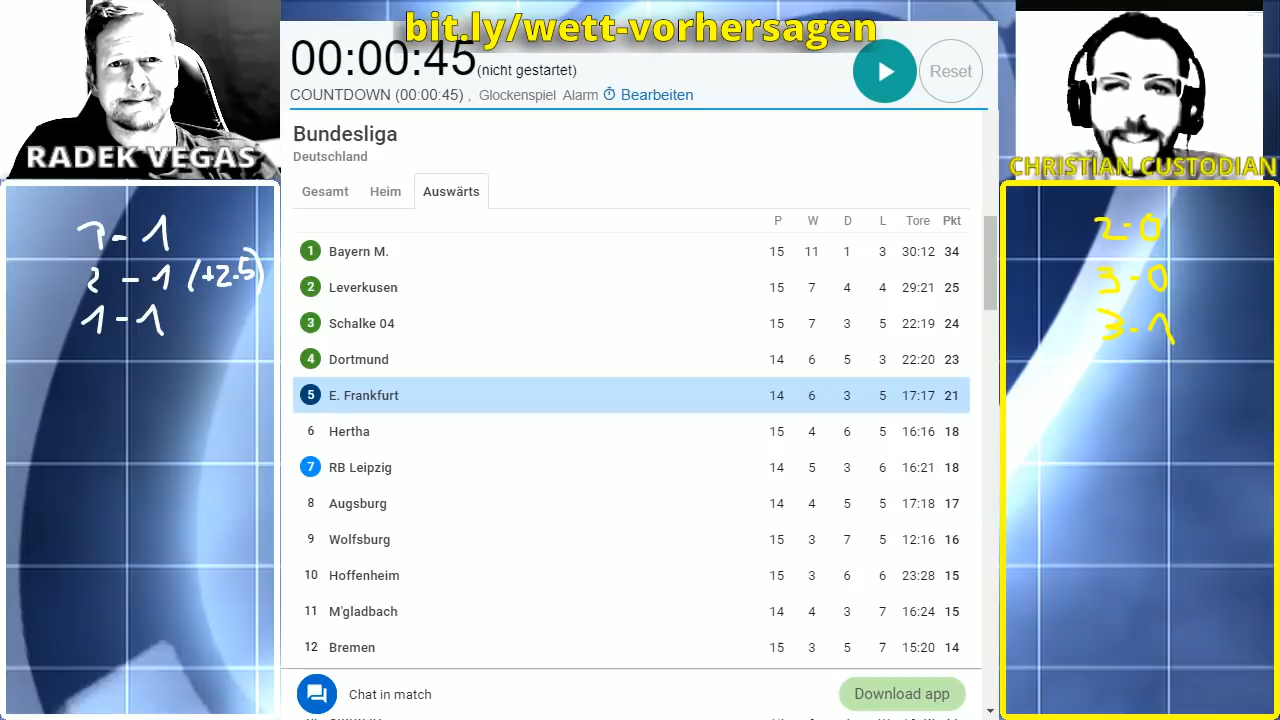 bit.ly/wett-vorhersagen
00:00:45 (nicht gestartet)
Reset
COUNTDOWN (00:00:45) , Glockenspiel Alarm Bearbeiten
RADEK VEGAS
CHRISTIAN CUSTODIAN
Bundesliga
Deutschland
Gesamt Heim Auswärts
P W D L Tore Pkt
1 Bayern M. 15 11 1 3 30:12 34
2 Leverkusen 15 7 4 4 29:21 25
3 Schalke 04 15 7 3 5 22:19 24
4 Dortmund 14 6 5 3 22:20 23
5 E. Frankfurt 14 6 3 5 17:17 21
6 Hertha 15 4 6 5 16:16 18
7 RB Leipzig 14 5 3 6 16:21 18
8 Augsburg 14 4 5 5 17:18 17
9 Wolfsburg 15 3 7 5 12:16 16
10 Hoffenheim 15 3 6 6 23:28 15
11 M'gladbach 14 4 3 7 16:24 15
12 Bremen 15 3 5 7 15:20 14
Chat in match
Download app
2 - 1 (+2.5)
1 - 1
2-0
3-0
3-1